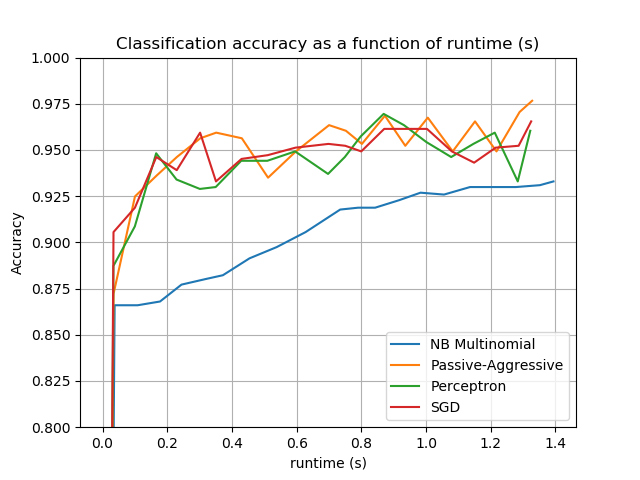 Classification accuracy as a function of runtime (s)
1.000
0.975
0.950
0.925
0.900
0.875
0.850
0.825
0.800
Accuracy
NB Multinomial
Passive-Aggressive
Perceptron
SGD
0.0 0.2 0.4 0.6 0.8 1.0 1.2 1.4
runtime (s)